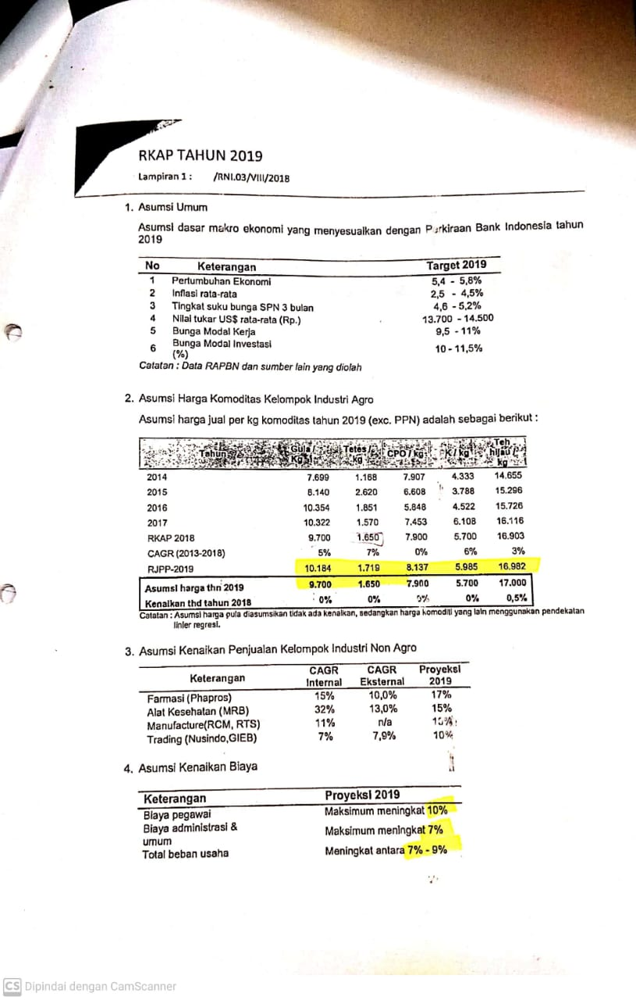 RKAP TAHUN 2019
Lampiran 1 : /RNI.03/VIII/2018
1. Asumsi Umum
Asumsi dasar makro ekonomi yang menyesuaikan dengan Perkiraan Bank Indonesia tahun
2019
No Keterangan Target 2019
1 Pertumbuhan Ekonomi 5,4 - 5,8%
2 Inflasi rata-rata 2,5 - 4,5%
3 Tingkat suku bunga SPN 3 bulan 4,6 - 5,2%
4 Nilai tukar US$ rata-rata (Rp.) 13.700 - 14.500
5 Bunga Modal Kerja 9,5 - 11%
6 Bunga Modal Investasi
(%) 10 - 11,5%
Catatan : Data RAPBN dan sumber lain yang diolah
2. Asumsi Harga Komoditas Kelompok Industri Agro
Asumsi harga jual per kg komoditas tahun 2019 (exc. PPN) adalah sebagai berikut :
Tahun Gula / Kg Tetes / kg CPO / kg K / kg Teh hijau / kg
2014 7.699 1.168 7.907 4.333 14.655
2015 8.140 2.620 6.608 3.788 15.296
2016 10.354 1.851 5.848 4.522 15.726
2017 10.322 1.570 7.453 6.108 16.116
RKAP 2018 9.700 1.650 7.900 5.700 16.903
CAGR (2013-2018) 5% 7% 0% 6% 3%
RJPP-2019 10.184 1.719 8.137 5.985 16.982
Asumsi harga thn 2019 9.700 1.650 7.900 5.700 17.000
Kenaikan thd tahun 2018 0% 0% 0% 0% 0,5%
Catatan : Asumsi harga pula diasumsikan tidak ada kenaikan, sedangkan harga komoditi yang lain menggunakan pendekatan
linier regresi.
3. Asumsi Kenaikan Penjualan Kelompok Industri Non Agro
Keterangan CAGR Internal CAGR Eksternal Proyeksi 2019
Farmasi (Phapros) 15% 10,0% 17%
Alat Kesehatan (MRB) 32% 13,0% 15%
Manufacture(RCM, RTS) 11% n/a
Trading (Nusindo,GIEB) 7% 7,9% 10%
4. Asumsi Kenaikan Biaya
Keterangan Proyeksi 2019
Biaya pegawai Maksimum meningkat 10%
Biaya administrasi &
umum Maksimum meningkat 7%
Total beban usaha Meningkat antara 7% - 9%
CS Dipindai dengan CamScanner